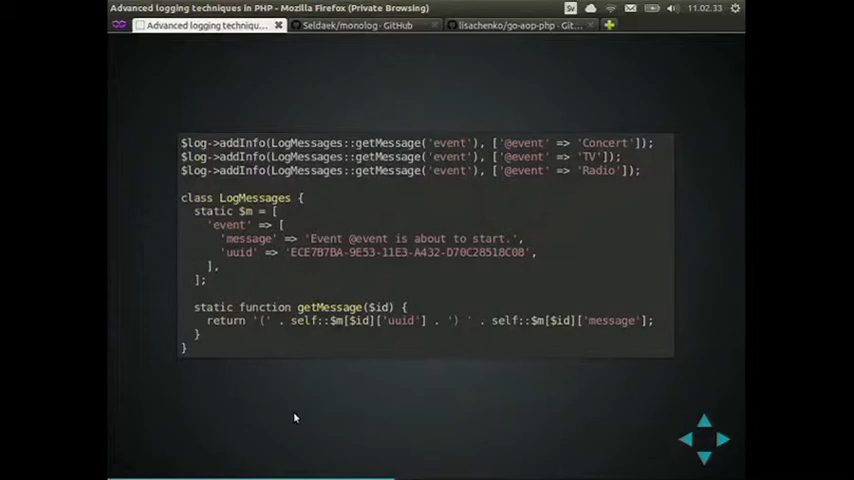 Advanced logging techniques in PHP - Mozilla Firefox (Private Browsing)
Sv
11.02.33
Advanced logging techniqu...
Seldaek/monolog · GitHub
lisachenko/go-aop-php · Git...
$log->addInfo(LogMessages::getMessage('event'), ['@event' => 'Concert']);
$log->addInfo(LogMessages::getMessage('event'), ['@event' => 'TV']);
$log->addInfo(LogMessages::getMessage('event'), ['@event' => 'Radio']);
class LogMessages {
static $m = [
'event' => [
'message' => 'Event @event is about to start.',
'uuid' => 'ECE7B7BA-9E53-11E3-A432-D70C28518C08',
],
];
static function getMessage($id) {
return '(' . self::$m[$id]['uuid'] . ') ' . self::$m[$id]['message'];
}
}